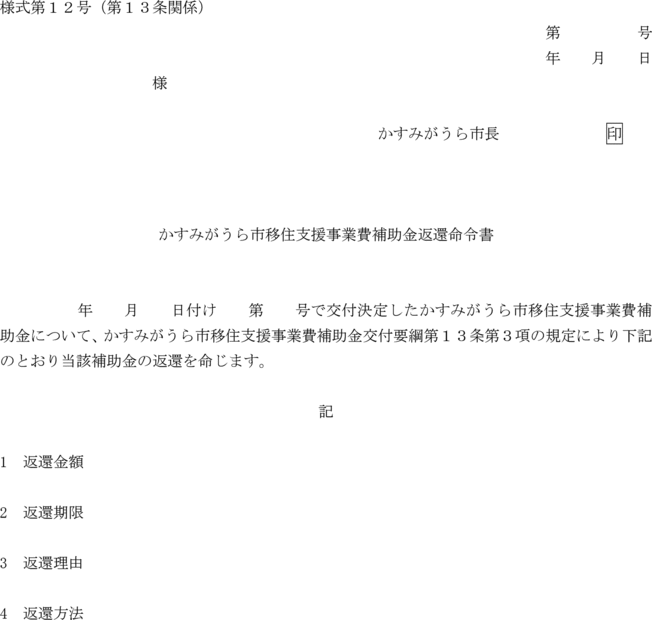 様式第１２号（第１３条関係）
第　　　　　号
年　　月　　日
様
かすみがうら市長　　　　　　　印
かすみがうら市移住支援事業費補助金返還命令書
年　　月　　日付け　　第　　号で交付決定したかすみがうら市移住支援事業費補
助金について、かすみがうら市移住支援事業費補助金交付要綱第１３条第３項の規定により下記
のとおり当該補助金の返還を命じます。
記
1　返還金額
2　返還期限
3　返還理由
4　返還方法